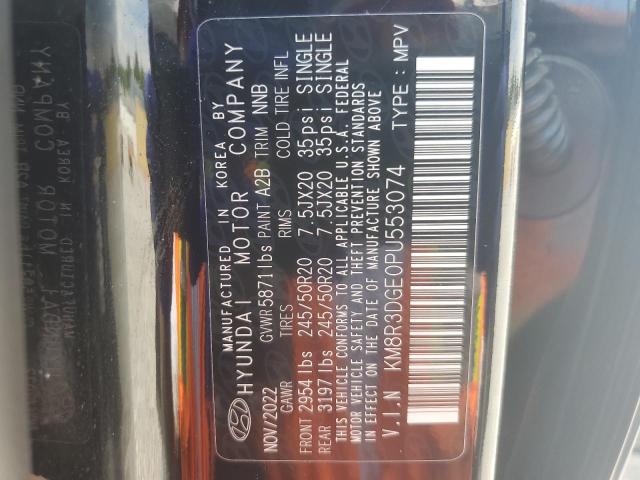 MANUFACTURED IN KOREA BY
HYUNDAI MOTOR COMPANY
NOV/2022 GVWR 5871 lbs PAINT A2B TRIM NNB
GAWR TIRES RIMS COLD TIRE INFL
FRONT 2954 lbs 245/50R20 7.5JX20 35psi SINGLE
REAR 3197 lbs 245/50R20 7.5JX20 35psi SINGLE
THIS VEHICLE CONFORMS TO ALL APPLICABLE U.S.A. FEDERAL
MOTOR VEHICLE SAFETY AND THEFT PREVENTION STANDARDS
IN EFFECT ON THE DATE OF MANUFACTURE SHOWN ABOVE
V.I.N KM8R3DGE0PU553074 TYPE : MPV